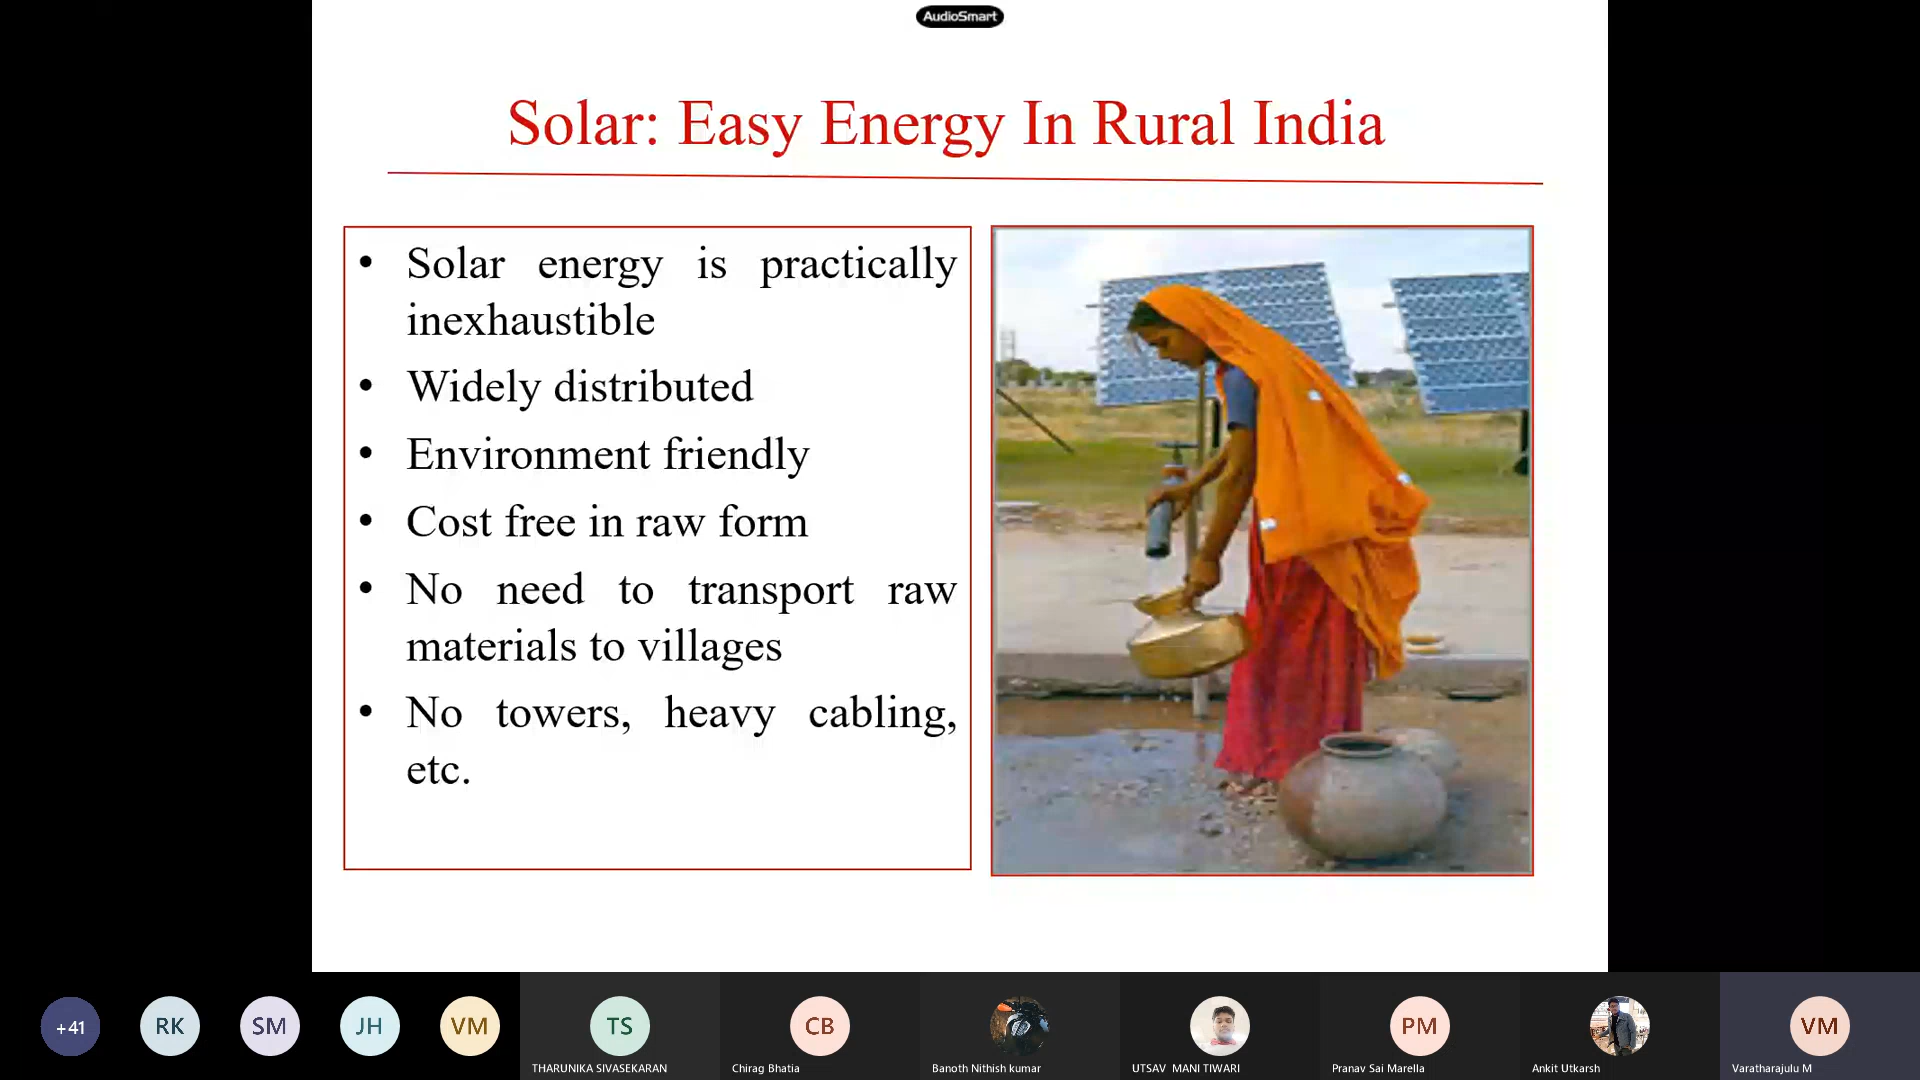 AudioSmart
Solar: Easy Energy In Rural India
• Solar energy is practically
inexhaustible
• Widely distributed
• Environment friendly
• Cost free in raw form
• No need to transport raw
materials to villages
• No towers, heavy cabling,
etc.
+41
RK
SM
JH
VM
TS
CB
PM
VM
THARUNIKA SIVASEKARAN
Chirag Bhatia
Banoth Nithish kumar
UTSAV MANI TIWARI
Pranav Sai Marella
Ankit Utkarsh
Varatharajulu M